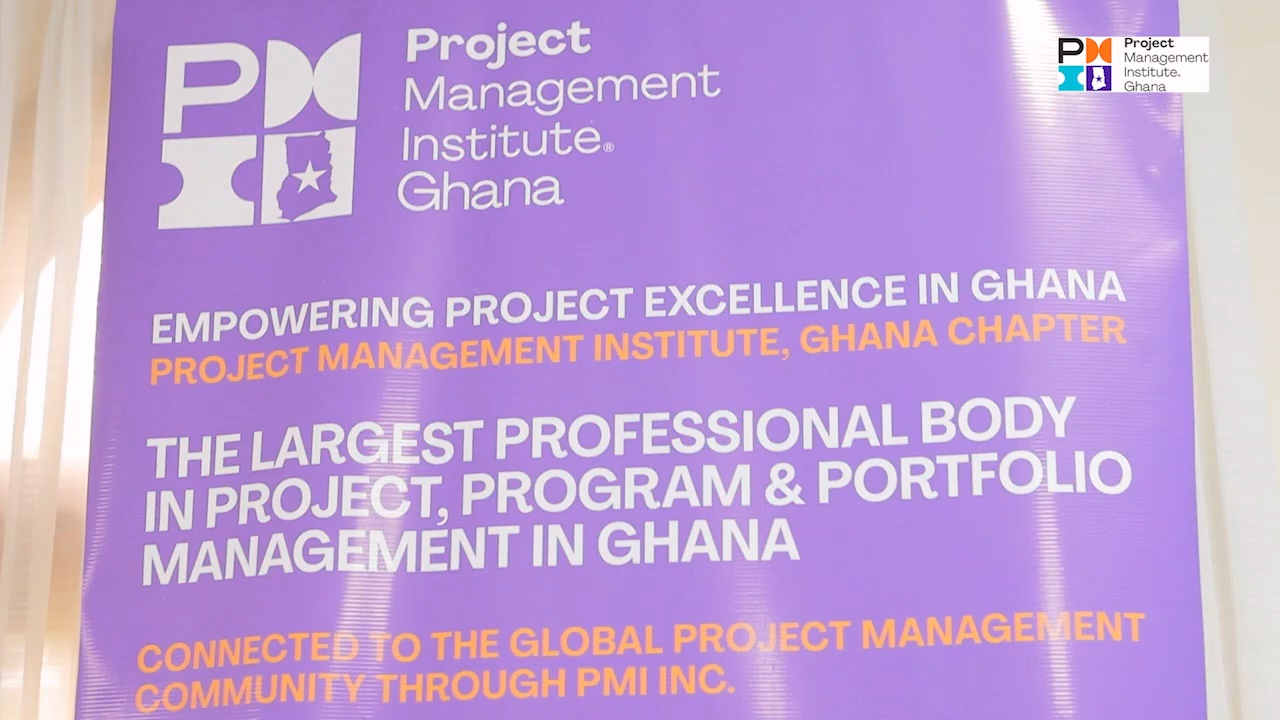 PMI
Project
Management
Institute®
Ghana
EMPOWERING PROJECT EXCELLENCE IN GHANA
PROJECT MANAGEMENT INSTITUTE, GHANA CHAPTER
THE LARGEST PROFESSIONAL BODY
IN PROJECT, PROGRAM & PORTFOLIO
MANAGEMENT IN GHANA
CONNECTED TO THE GLOBAL PROJECT MANAGEMENT
COMMUNITY THROUGH PMI INC.
PMI
Project
Management
Institute®
Ghana